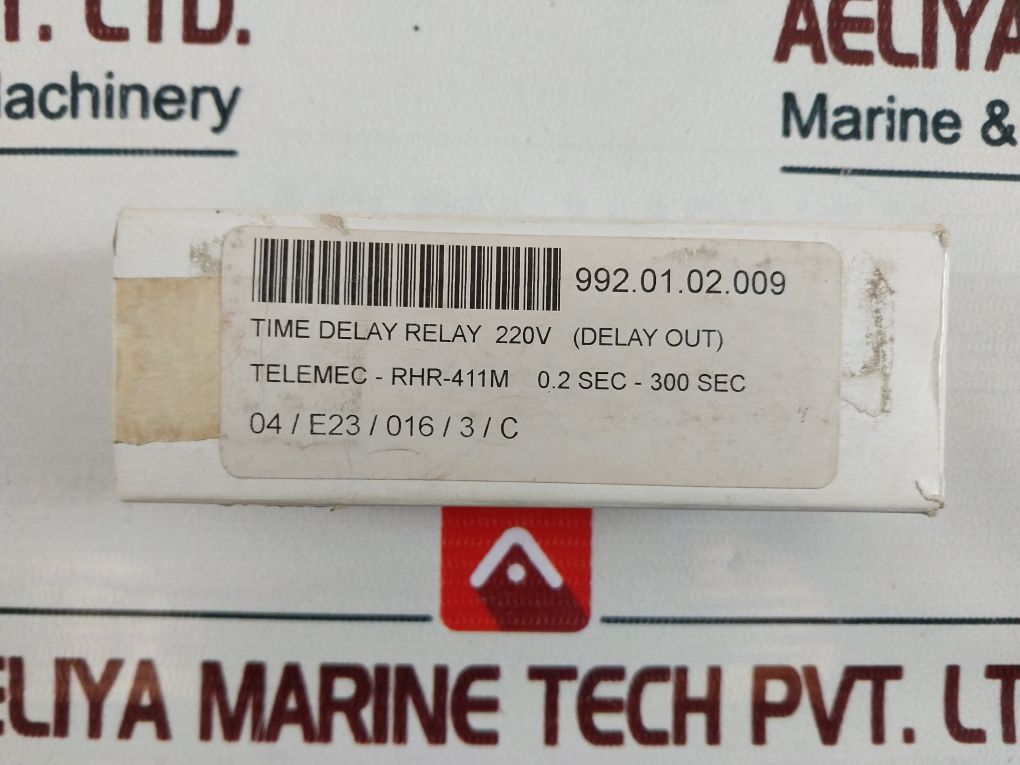 T. LTD.
AELIYA
achinery
Marine &
992.01.02.009
TIME DELAY RELAY 220V (DELAY OUT)
TELEMEC - RHR-411M 0.2 SEC - 300 SEC
04 / E23 / 016 / 3 / C
ELIYA MARINE TECH PVT. LT